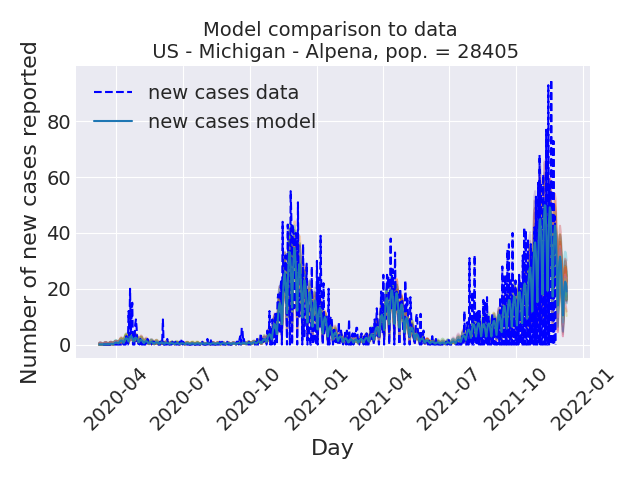 Model comparison to data
US - Michigan - Alpena, pop. = 28405
Number of new cases reported
new cases data
new cases model
80
60
40
20
0
2020-04
2020-07
2020-10
2021-01
2021-04
2021-07
2021-10
2022-01
Day